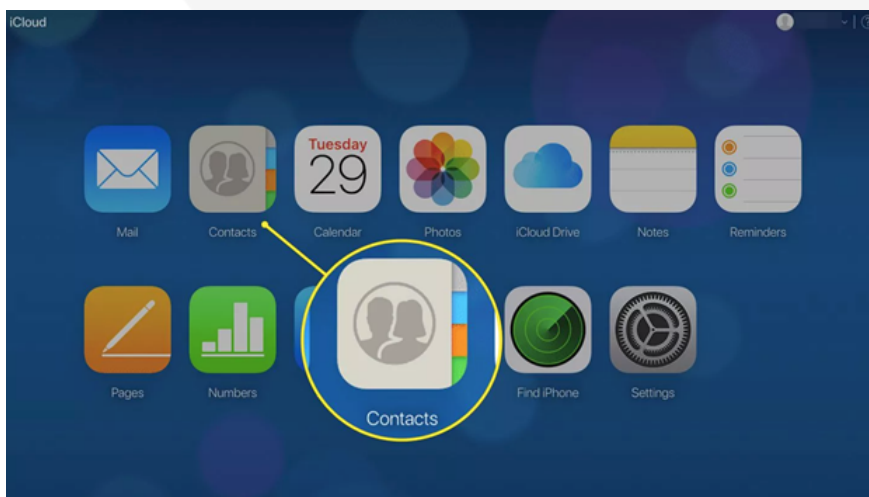 iCloud
Tuesday
29
Mail
Contacts
Calendar
Photos
iCloud Drive
Notes
Reminders
Pages
Numbers
Contacts
Find iPhone
Settings